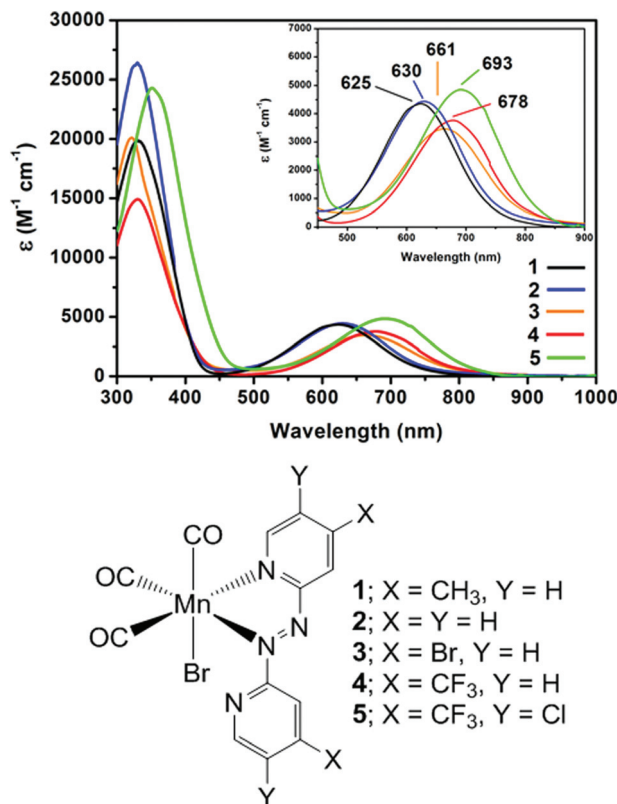 30000
25000
20000
15000
10000
5000
0
ε (M⁻¹ cm⁻¹)
300 400 500 600 700 800 900 1000
Wavelength (nm)
7000
6000
5000
4000
3000
2000
1000
0
ε (M⁻¹ cm⁻¹)
500 600 700 800 900
Wavelength (nm)
661
693
625
630
678
1
2
3
4
5
Y
X
CO
OC
N
Mn
N
OC
N
Br
N
X
Y
1; X = CH₃, Y = H
2; X = Y = H
3; X = Br, Y = H
4; X = CF₃, Y = H
5; X = CF₃, Y = Cl